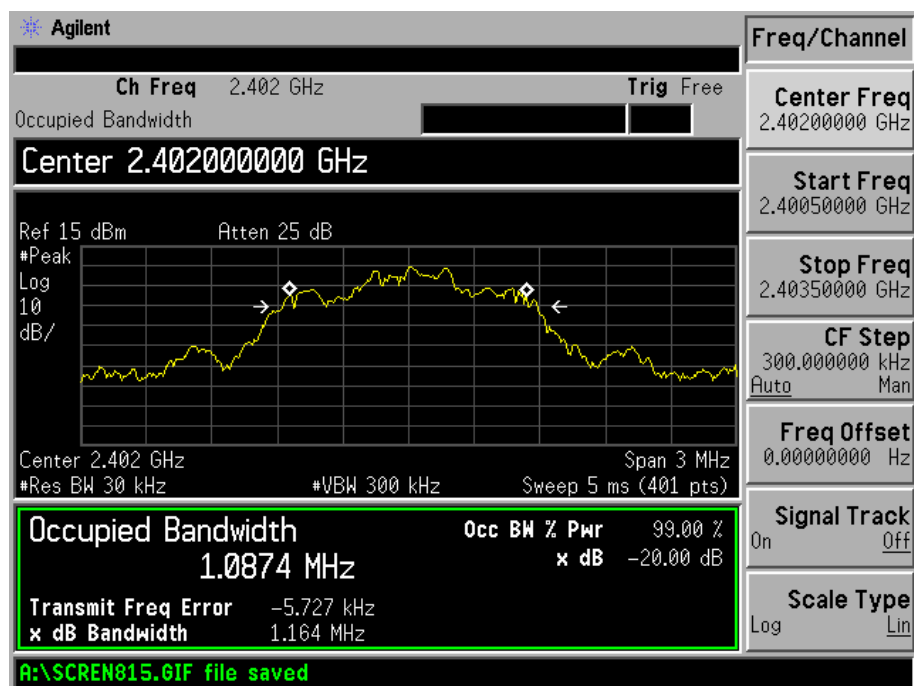 Agilent
Freq/Channel
Ch Freq 2.402 GHz Trig Free
Occupied Bandwidth
Center 2.402000000 GHz
Ref 15 dBm Atten 25 dB
#Peak
Log
10
dB/
Center 2.402 GHz Span 3 MHz
#Res BW 30 kHz #VBW 300 kHz Sweep 5 ms (401 pts)
Occupied Bandwidth Occ BW % Pwr 99.00 %
1.0874 MHz x dB -20.00 dB
Transmit Freq Error -5.727 kHz
x dB Bandwidth 1.164 MHz
A:\SCREN815.GIF file saved
Center Freq
2.40200000 GHz
Start Freq
2.40050000 GHz
Stop Freq
2.40350000 GHz
CF Step
300.000000 kHz
Auto Man
Freq Offset
0.00000000 Hz
Signal Track
On Off
Scale Type
Log Lin